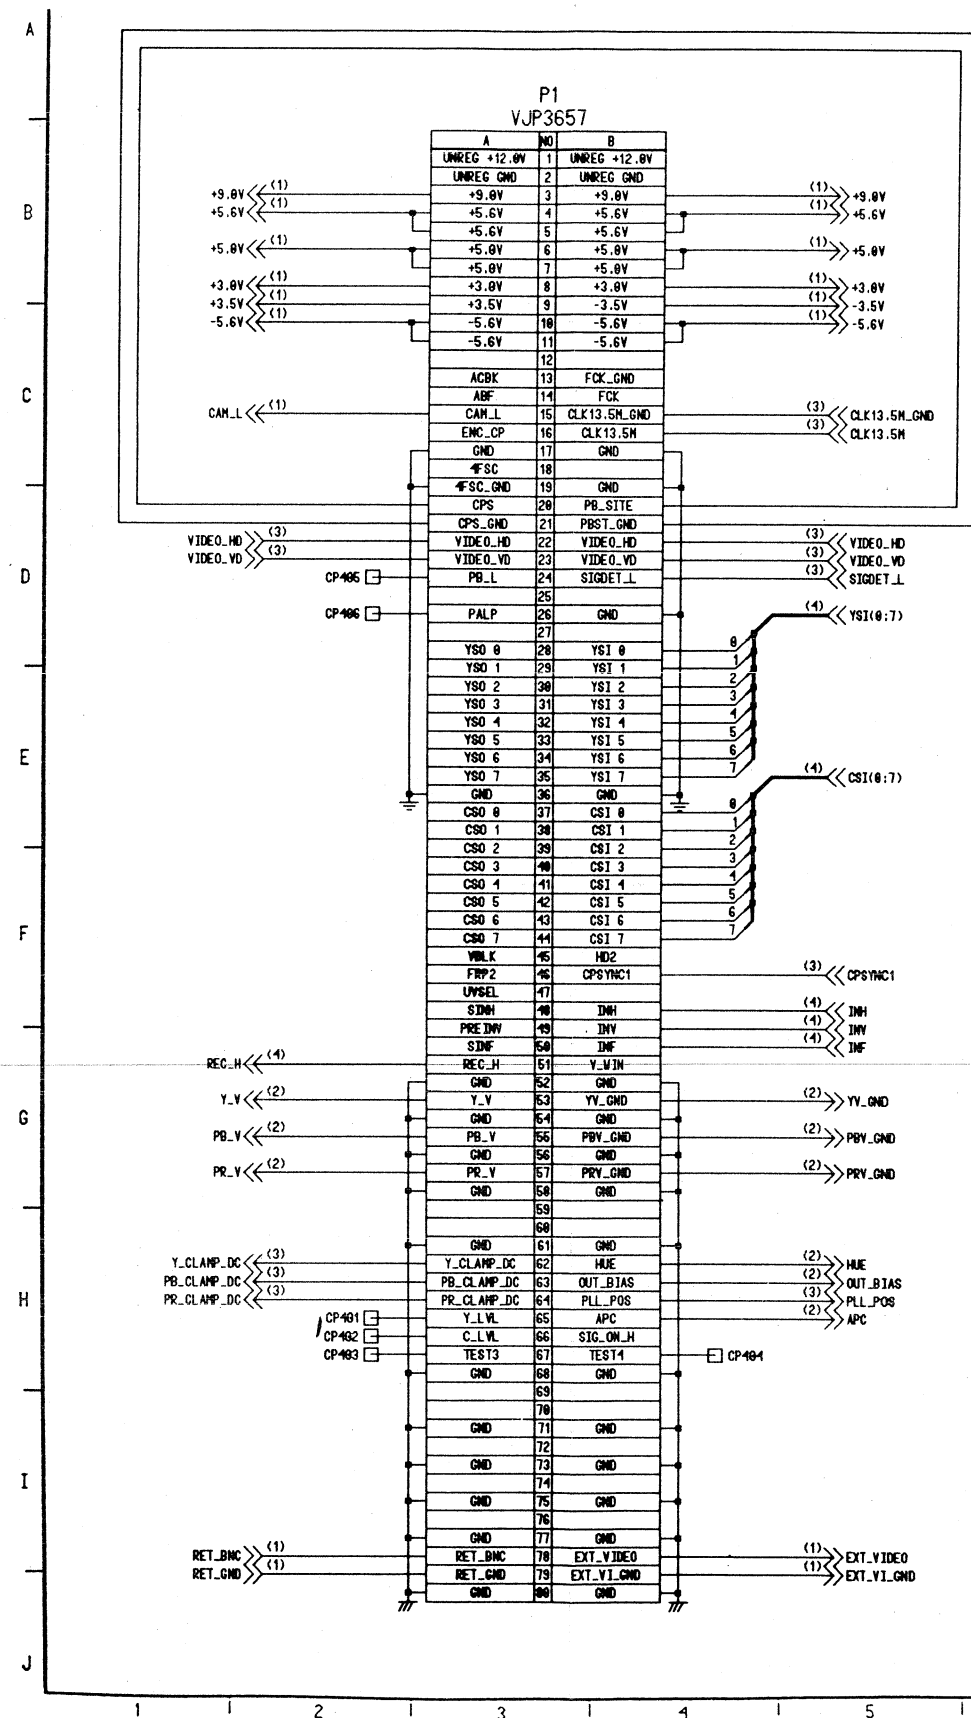 A
P1
VJP3657
A NO B
UNREG +12.0V 1 UNREG +12.0V
UNREG GND 2 UNREG GND
+9.0V (1) +9.0V 3 +9.0V (1) +9.0V
B
+5.6V (1) +5.6V 4 +5.6V (1) +5.6V
+5.6V 5 +5.6V
+5.0V (1) +5.0V 6 +5.0V (1) +5.0V
+5.0V 7 +5.0V
+3.0V (1) +3.0V 8 +3.0V (1) +3.0V
+3.5V (1) +3.5V 9 -3.5V (1) -3.5V
-5.6V (1) -5.6V 10 -5.6V (1) -5.6V
-5.6V 11 -5.6V
12
ACBK 13 FCK_GND
C
ABF 14 FCK
CAM_L (1) CAM_L 15 CLK13.5M_GND (3) CLK13.5M_GND
ENC_CP 16 CLK13.5M (3) CLK13.5M
GND 17 GND
4FSC 18
4FSC_GND 19 GND
CPS 20 PB_SITE
CPS_GND 21 PBST_GND
VIDEO_HD (3) VIDEO_HD 22 VIDEO_HD (3) VIDEO_HD
VIDEO_VD (3) VIDEO_VD 23 VIDEO_VD (3) VIDEO_VD
D
CP405 PB_L 24 SIGDET_L (3) SIGDET_L
25
CP406 PALP 26 GND (4) YSI(0:7)
27
YSO 0 28 YSI 0 0
YSO 1 29 YSI 1 1
YSO 2 30 YSI 2 2
YSO 3 31 YSI 3 3
YSO 4 32 YSI 4 4
YSO 5 33 YSI 5 5
E
YSO 6 34 YSI 6 6
YSO 7 35 YSI 7 7 (4) CSI(0:7)
GND 36 GND
CSO 0 37 CSI 0 0
CSO 1 38 CSI 1 1
CSO 2 39 CSI 2 2
CSO 3 40 CSI 3 3
CSO 4 41 CSI 4 4
CSO 5 42 CSI 5 5
CSO 6 43 CSI 6 6
F
CSO 7 44 CSI 7 7
VBLK 45 HD2
FRP2 46 CPSYNC1 (3) CPSYNC1
UVSEL 47
SINH 48 INH (4) INH
PREINV 49 INV (4) INV
SINF 50 INF (4) INF
REC_H (4) REC_H 51 Y_WIN
GND 52 GND
Y_V (2) Y_V 53 YV_GND (2) YV_GND
G
GND 54 GND
PB_V (2) PB_V 55 PBV_GND (2) PBV_GND
GND 56 GND
PR_V (2) PR_V 57 PRV_GND (2) PRV_GND
GND 58 GND
59
60
GND 61 GND
Y_CLAMP_DC (3) Y_CLAMP_DC 62 HUE (2) HUE
PB_CLAMP_DC (3) PB_CLAMP_DC 63 OUT_BIAS (2) OUT_BIAS
H
PR_CLAMP_DC (3) PR_CLAMP_DC 64 PLL_POS (3) PLL_POS
CP401 Y_LVL 65 APC (2) APC
CP402 C_LVL 66 SIG_ON_H
CP403 TEST3 67 TEST4 CP404
GND 68 GND
69
70
GND 71 GND
72
GND 73 GND
I
74
GND 75 GND
76
GND 77 GND
RET_BNC (1) RET_BNC 78 EXT_VIDEO (1) EXT_VIDEO
RET_GND (1) RET_GND 79 EXT_VI_GND (1) EXT_VI_GND
GND 80 GND
J
1 2 3 4 5